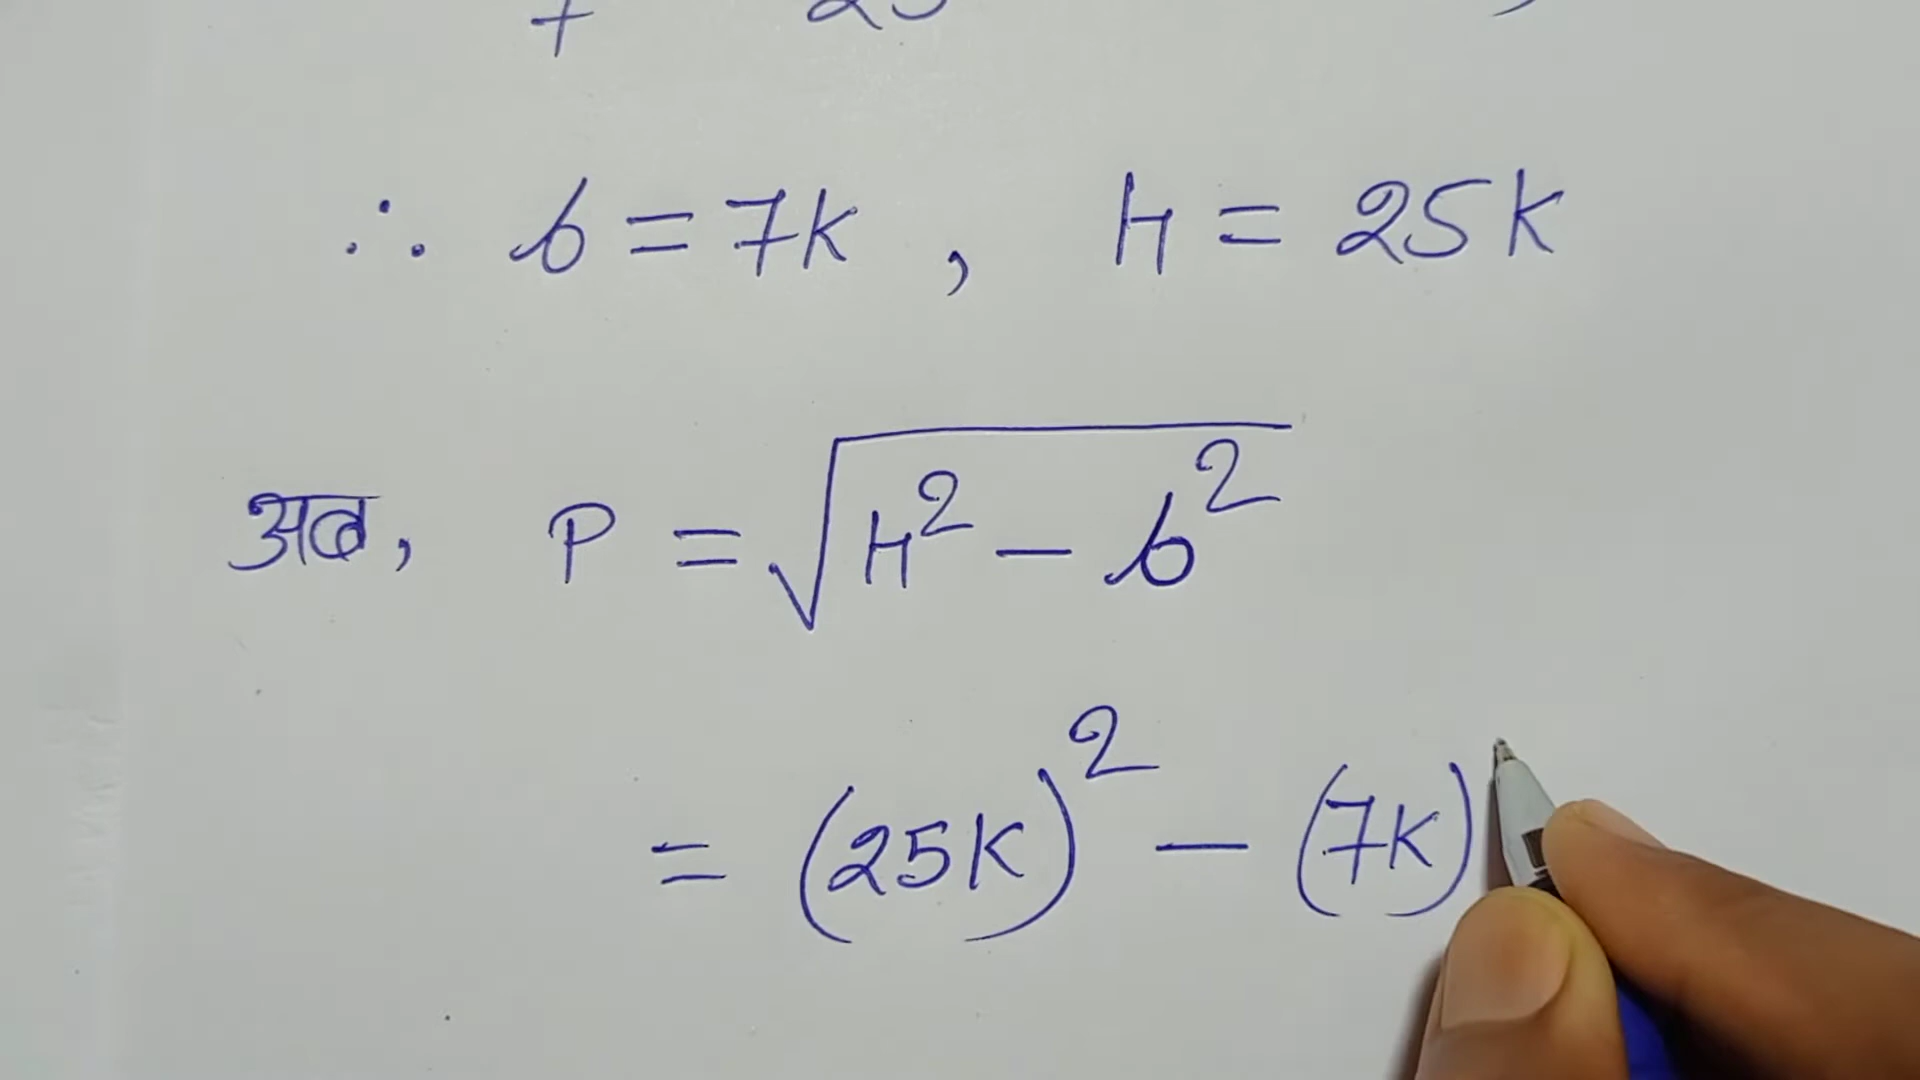 ∴ b = 7k , H = 25k
अब, P = √(H² - b²)
= (25k)² - (7k)